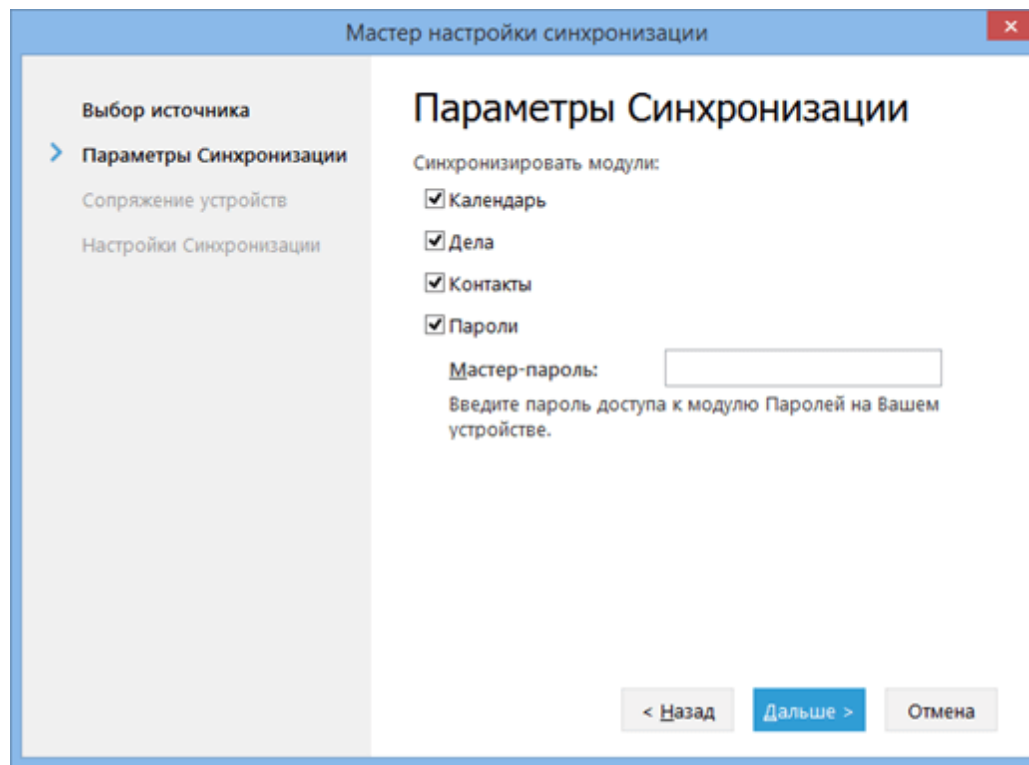 Мастер настройки синхронизации
Выбор источника
Параметры Синхронизации
Сопряжение устройств
Настройки Синхронизации
Параметры Синхронизации
Синхронизировать модули:
Календарь
Дела
Контакты
Пароли
Мастер-пароль:
Введите пароль доступа к модулю Паролей на Вашем
устройстве.
< Назад
Дальше >
Отмена